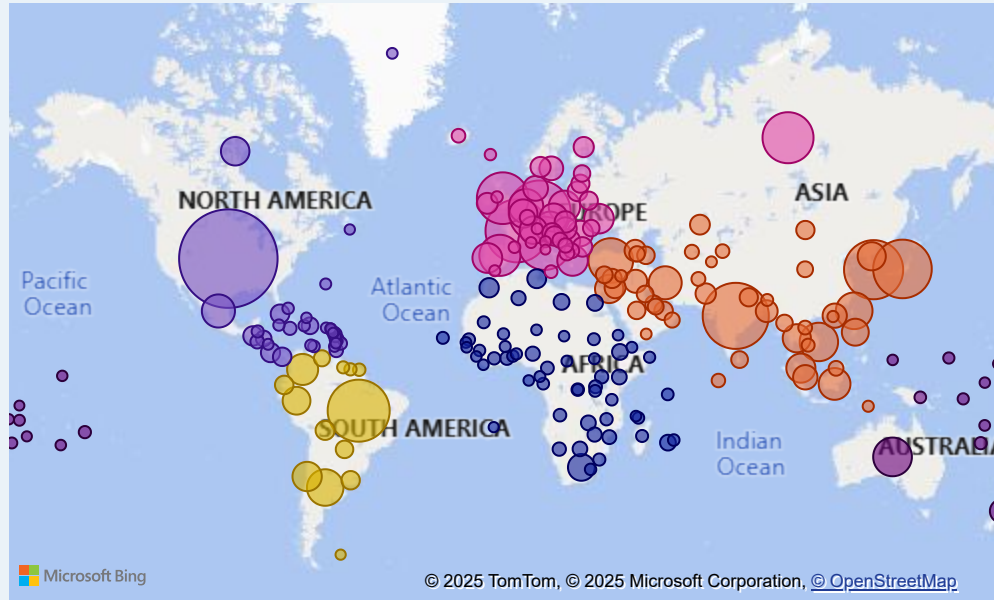 NORTH AMERICA
ASIA
EUROPE
Pacific
Ocean
Atlantic
Ocean
AFRICA
SOUTH AMERICA
Indian
Ocean
AUSTRALIA
Microsoft Bing
© 2025 TomTom, © 2025 Microsoft Corporation, © OpenStreetMap